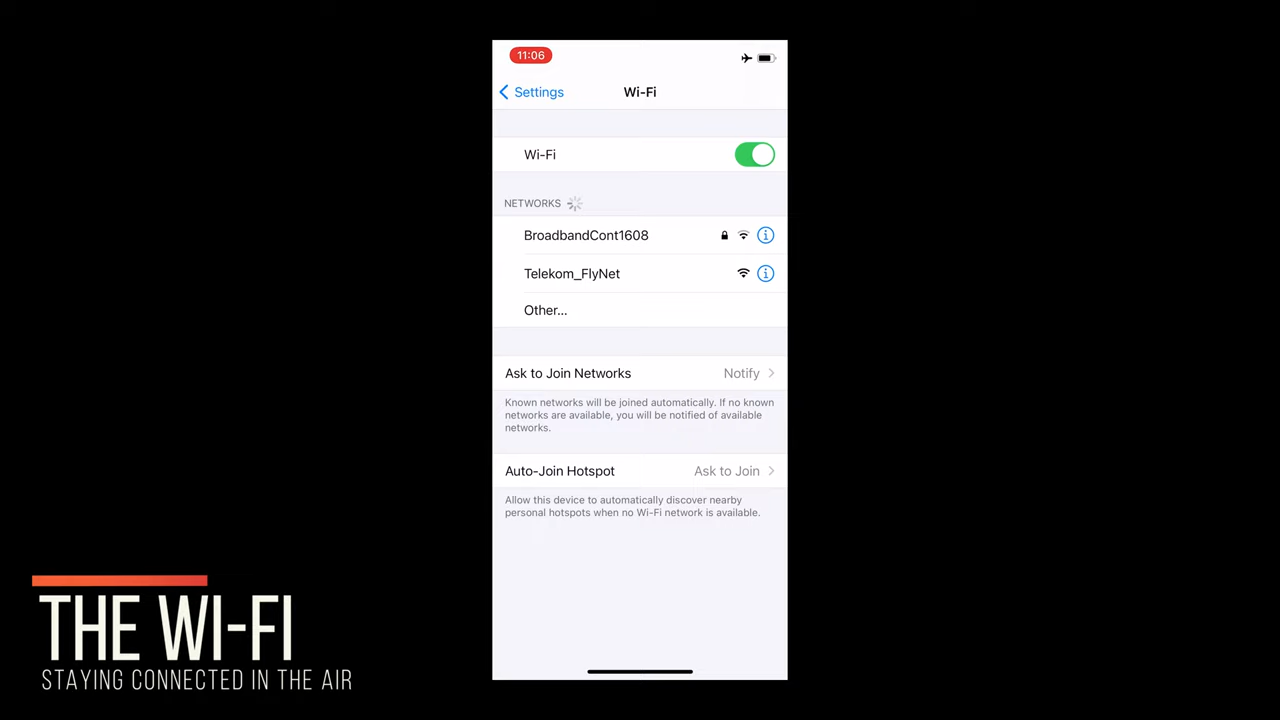 11:06
Settings
Wi-Fi
Wi-Fi
NETWORKS
BroadbandCont1608
Telekom_FlyNet
Other...
Ask to Join Networks Notify
Known networks will be joined automatically. If no known
networks are available, you will be notified of available
networks.
Auto-Join Hotspot Ask to Join
Allow this device to automatically discover nearby
personal hotspots when no Wi-Fi network is available.
THE WI-FI
STAYING CONNECTED IN THE AIR